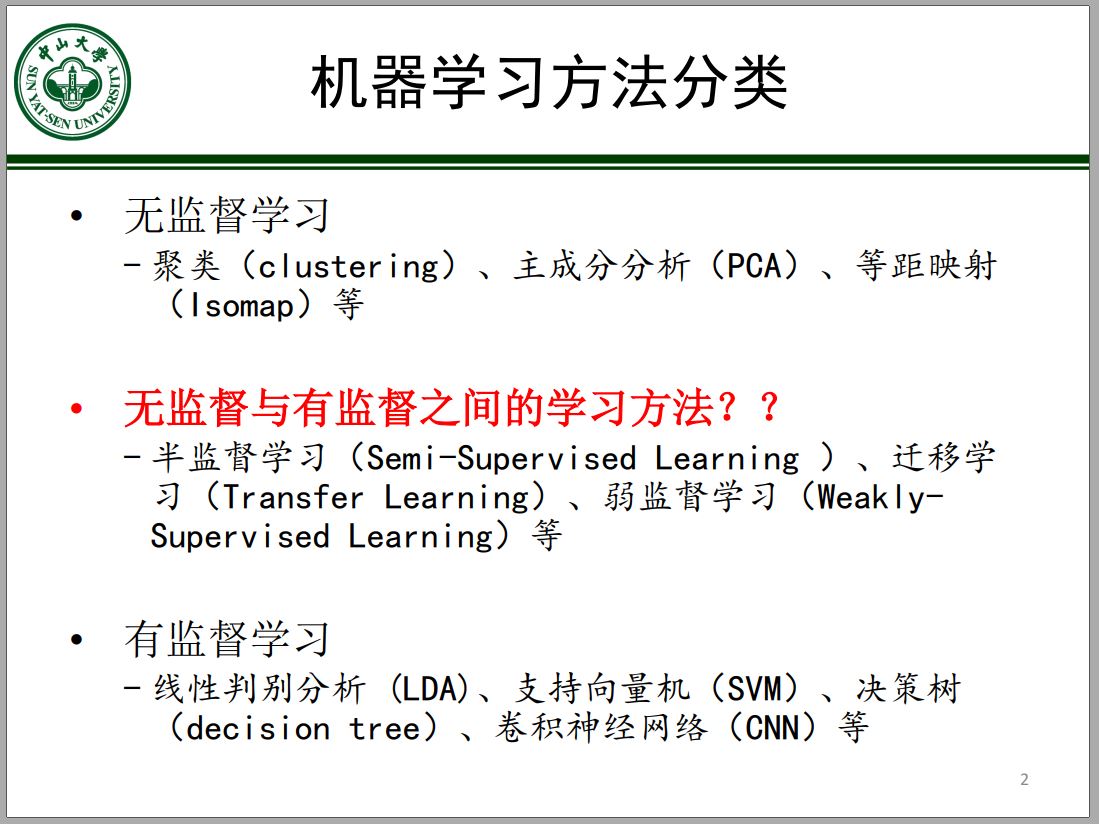 中山大学
SUN YAT-SEN UNIVERSITY
机器学习方法分类
• 无监督学习
– 聚类（clustering）、主成分分析（PCA）、等距映射
（Isomap）等
• 无监督与有监督之间的学习方法？？
– 半监督学习（Semi-Supervised Learning ）、迁移学
习（Transfer Learning）、弱监督学习（Weakly-
Supervised Learning）等
• 有监督学习
– 线性判别分析 (LDA)、支持向量机（SVM）、决策树
（decision tree）、卷积神经网络（CNN）等
2